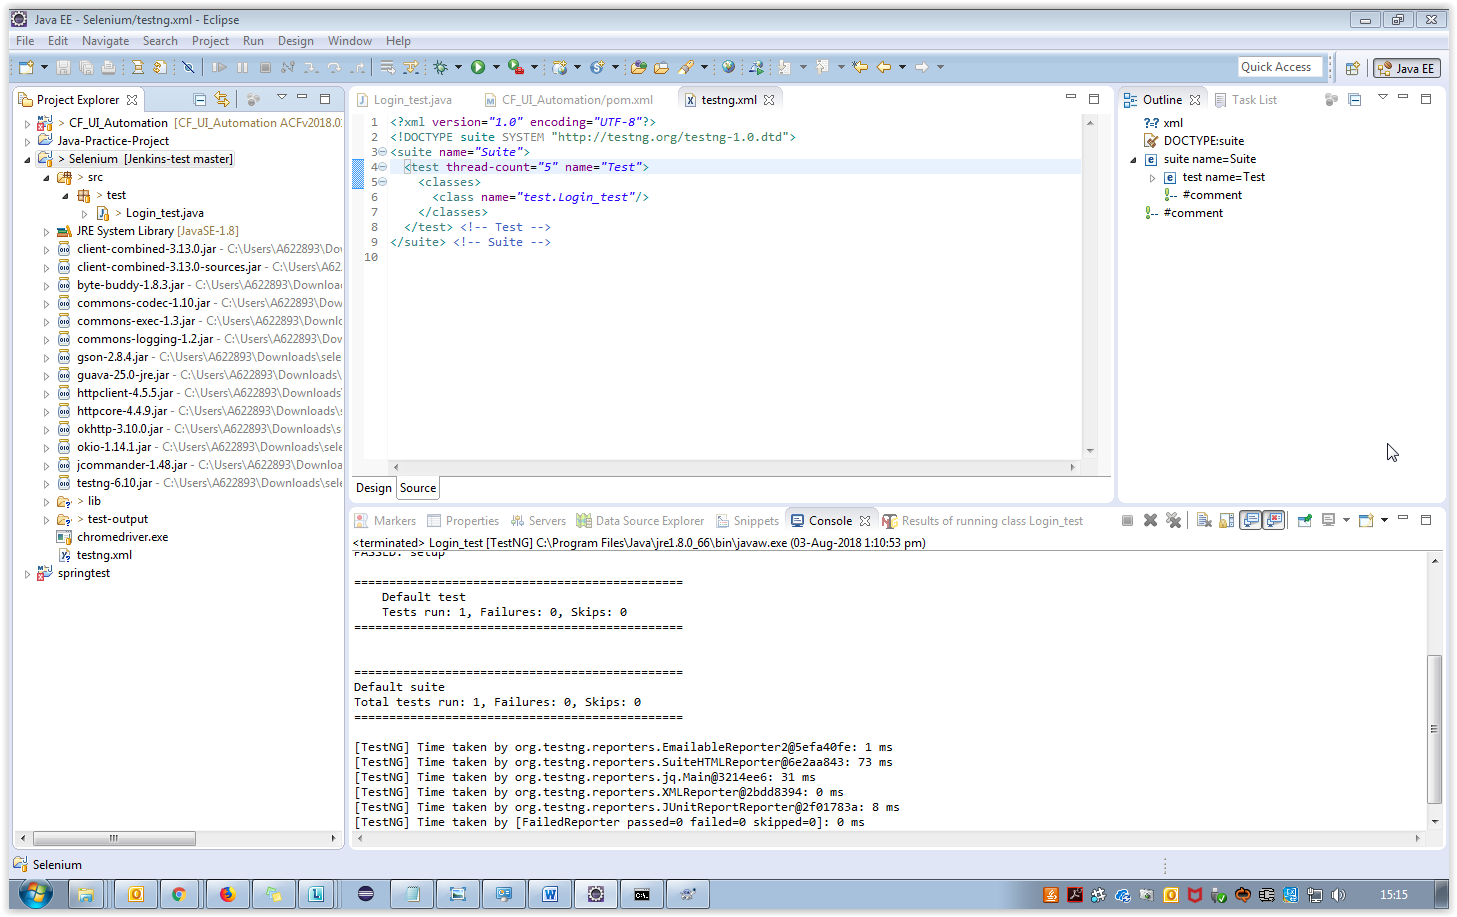 Java EE - Selenium/testng.xml - Eclipse
File Edit Navigate Search Project Run Design Window Help
Quick Access
Java EE
Project Explorer
> CF_UI_Automation [CF_UI_Automation ACFv2018.0
Java-Practice-Project
> Selenium [Jenkins-test master]
> src
> test
> Login_test.java
JRE System Library [JavaSE-1.8]
client-combined-3.13.0.jar - C:\Users\A622893\Dov
client-combined-3.13.0-sources.jar - C:\Users\A62
byte-buddy-1.8.3.jar - C:\Users\A622893\Downloa
commons-codec-1.10.jar - C:\Users\A622893\Down
commons-exec-1.3.jar - C:\Users\A622893\Downl
commons-logging-1.2.jar - C:\Users\A622893\Dow
gson-2.8.4.jar - C:\Users\A622893\Downloads\sele
guava-25.0-jre.jar - C:\Users\A622893\Downloads
httpclient-4.5.5.jar - C:\Users\A622893\Download
httpcore-4.4.9.jar - C:\Users\A622893\Downloads\
okhttp-3.10.0.jar - C:\Users\A622893\Downloads\s
okio-1.14.1.jar - C:\Users\A622893\Downloads\sele
jcommander-1.48.jar - C:\Users\A622893\Downloa
testng-6.10.jar - C:\Users\A622893\Downloads\sele
> lib
> test-output
chromedriver.exe
testng.xml
springtest
Login_test.java
CF_UI_Automation/pom.xml
testng.xml
1 <?xml version="1.0" encoding="UTF-8"?>
2 <!DOCTYPE suite SYSTEM "http://testng.org/testng-1.0.dtd">
3 <suite name="Suite">
4 <test thread-count="5" name="Test">
5 <classes>
6 <class name="test.Login_test"/>
7 </classes>
8 </test> <!-- Test -->
9 </suite> <!-- Suite -->
10
Design Source
Outline
Task List
xml
DOCTYPE:suite
suite name=Suite
test name=Test
#comment
#comment
Markers Properties Servers Data Source Explorer Snippets Console Results of running class Login_test
<terminated> Login_test [TestNG] C:\Program Files\Java\jre1.8.0_66\bin\javaw.exe (03-Aug-2018 1:10:53 pm)
PASSED: setup
===============================================
Default test
Tests run: 1, Failures: 0, Skips: 0
===============================================
===============================================
Default suite
Total tests run: 1, Failures: 0, Skips: 0
===============================================
[TestNG] Time taken by org.testng.reporters.EmailableReporter2@5efa40fe: 1 ms
[TestNG] Time taken by org.testng.reporters.SuiteHTMLReporter@6e2aa843: 73 ms
[TestNG] Time taken by org.testng.reporters.jq.Main@3214ee6: 31 ms
[TestNG] Time taken by org.testng.reporters.XMLReporter@2bdd8394: 0 ms
[TestNG] Time taken by org.testng.reporters.JUnitReportReporter@2f01783a: 8 ms
[TestNG] Time taken by [FailedReporter passed=0 failed=0 skipped=0]: 0 ms
Selenium
15:15